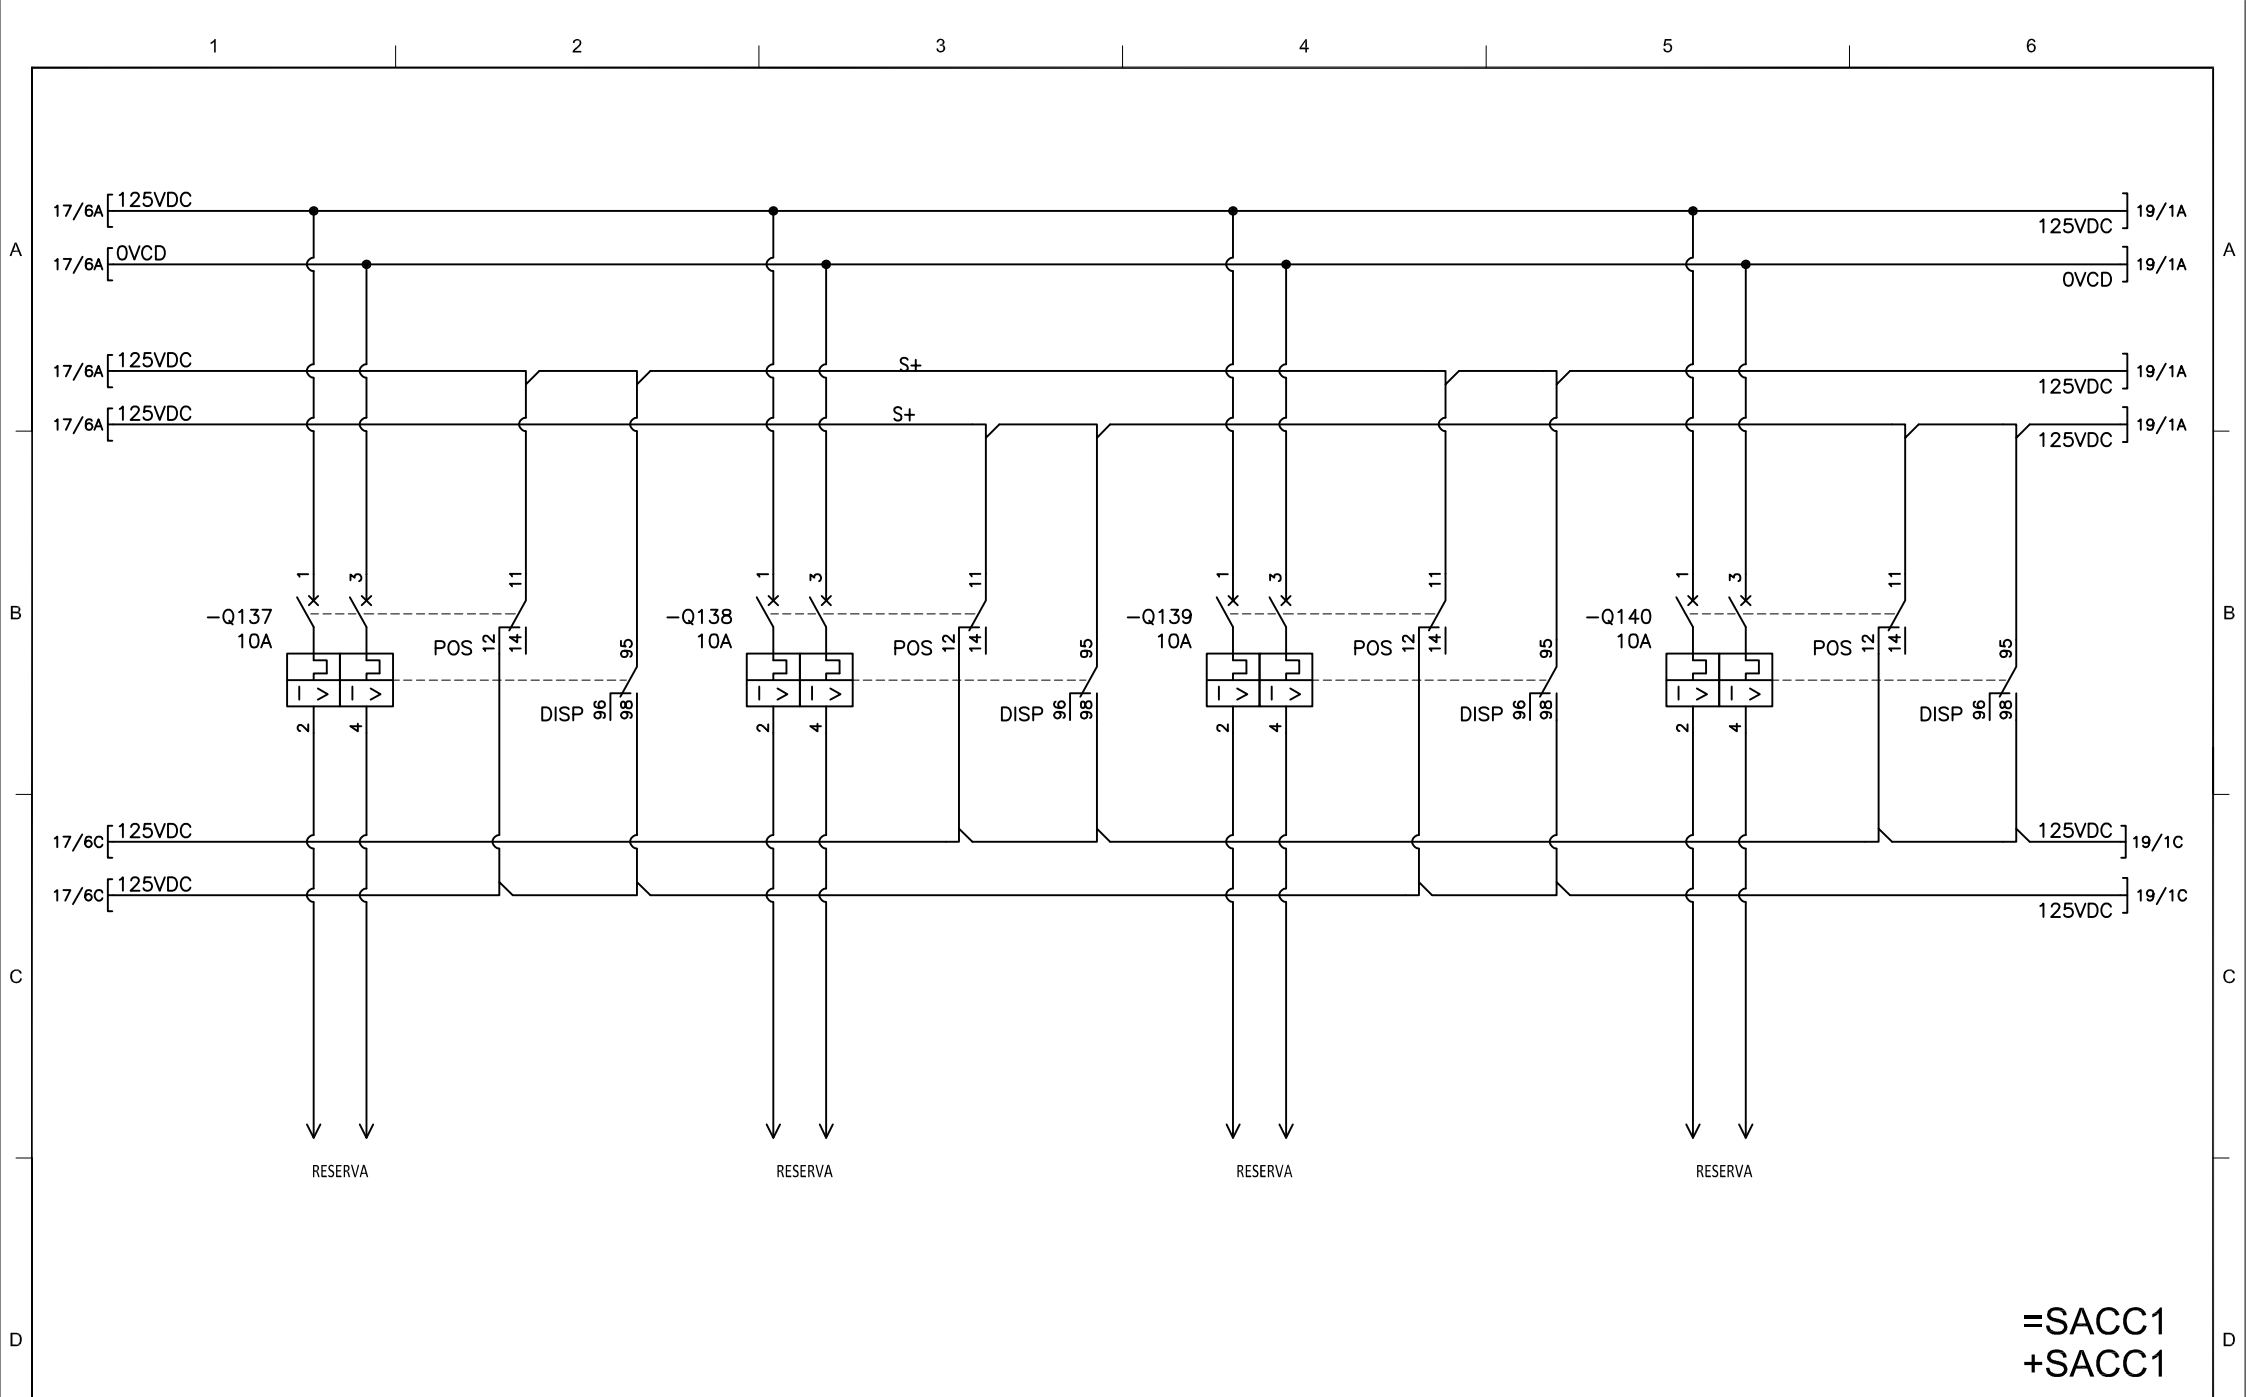 1 2 3 4 5 6
17/6A 125VDC 125VDC 19/1A
A 17/6A 0VCD 0VCD 19/1A A
17/6A 125VDC S+ 125VDC 19/1A
17/6A 125VDC S+ 125VDC 19/1A
1 3 11 1 3 11 1 3 11 1 3 11
B -Q137 -Q138 -Q139 -Q140 B
10A 10A 10A 10A
POS 12 14 95 POS 12 14 95 POS 12 14 95 POS 12 14 95
I > I > I > I > I > I > I > I >
2 4 DISP 96 98 2 4 DISP 96 98 2 4 DISP 96 98 2 4 DISP 96 98
17/6C 125VDC 125VDC 19/1C
17/6C 125VDC 125VDC 19/1C
C C
RESERVA RESERVA RESERVA RESERVA
=SACC1
D D
+SACC1